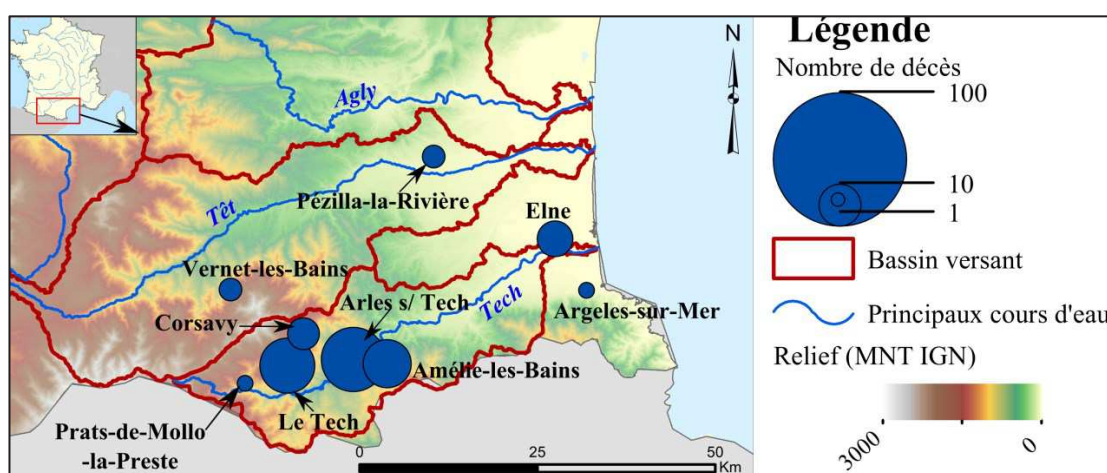 Agly
Pézilla-la-Rivière
Têt
Elne
Vernet-les-Bains
Arles s/ Tech
Tech
Corsavy
Argeles-sur-Mer
Amélie-les-Bains
Le Tech
Prats-de-Mollo
-la-Preste
0
25
50
Km
N
Légende
Nombre de décès
100
10
1
Bassin versant
Principaux cours d'eau
Relief (MNT IGN)
3000
0